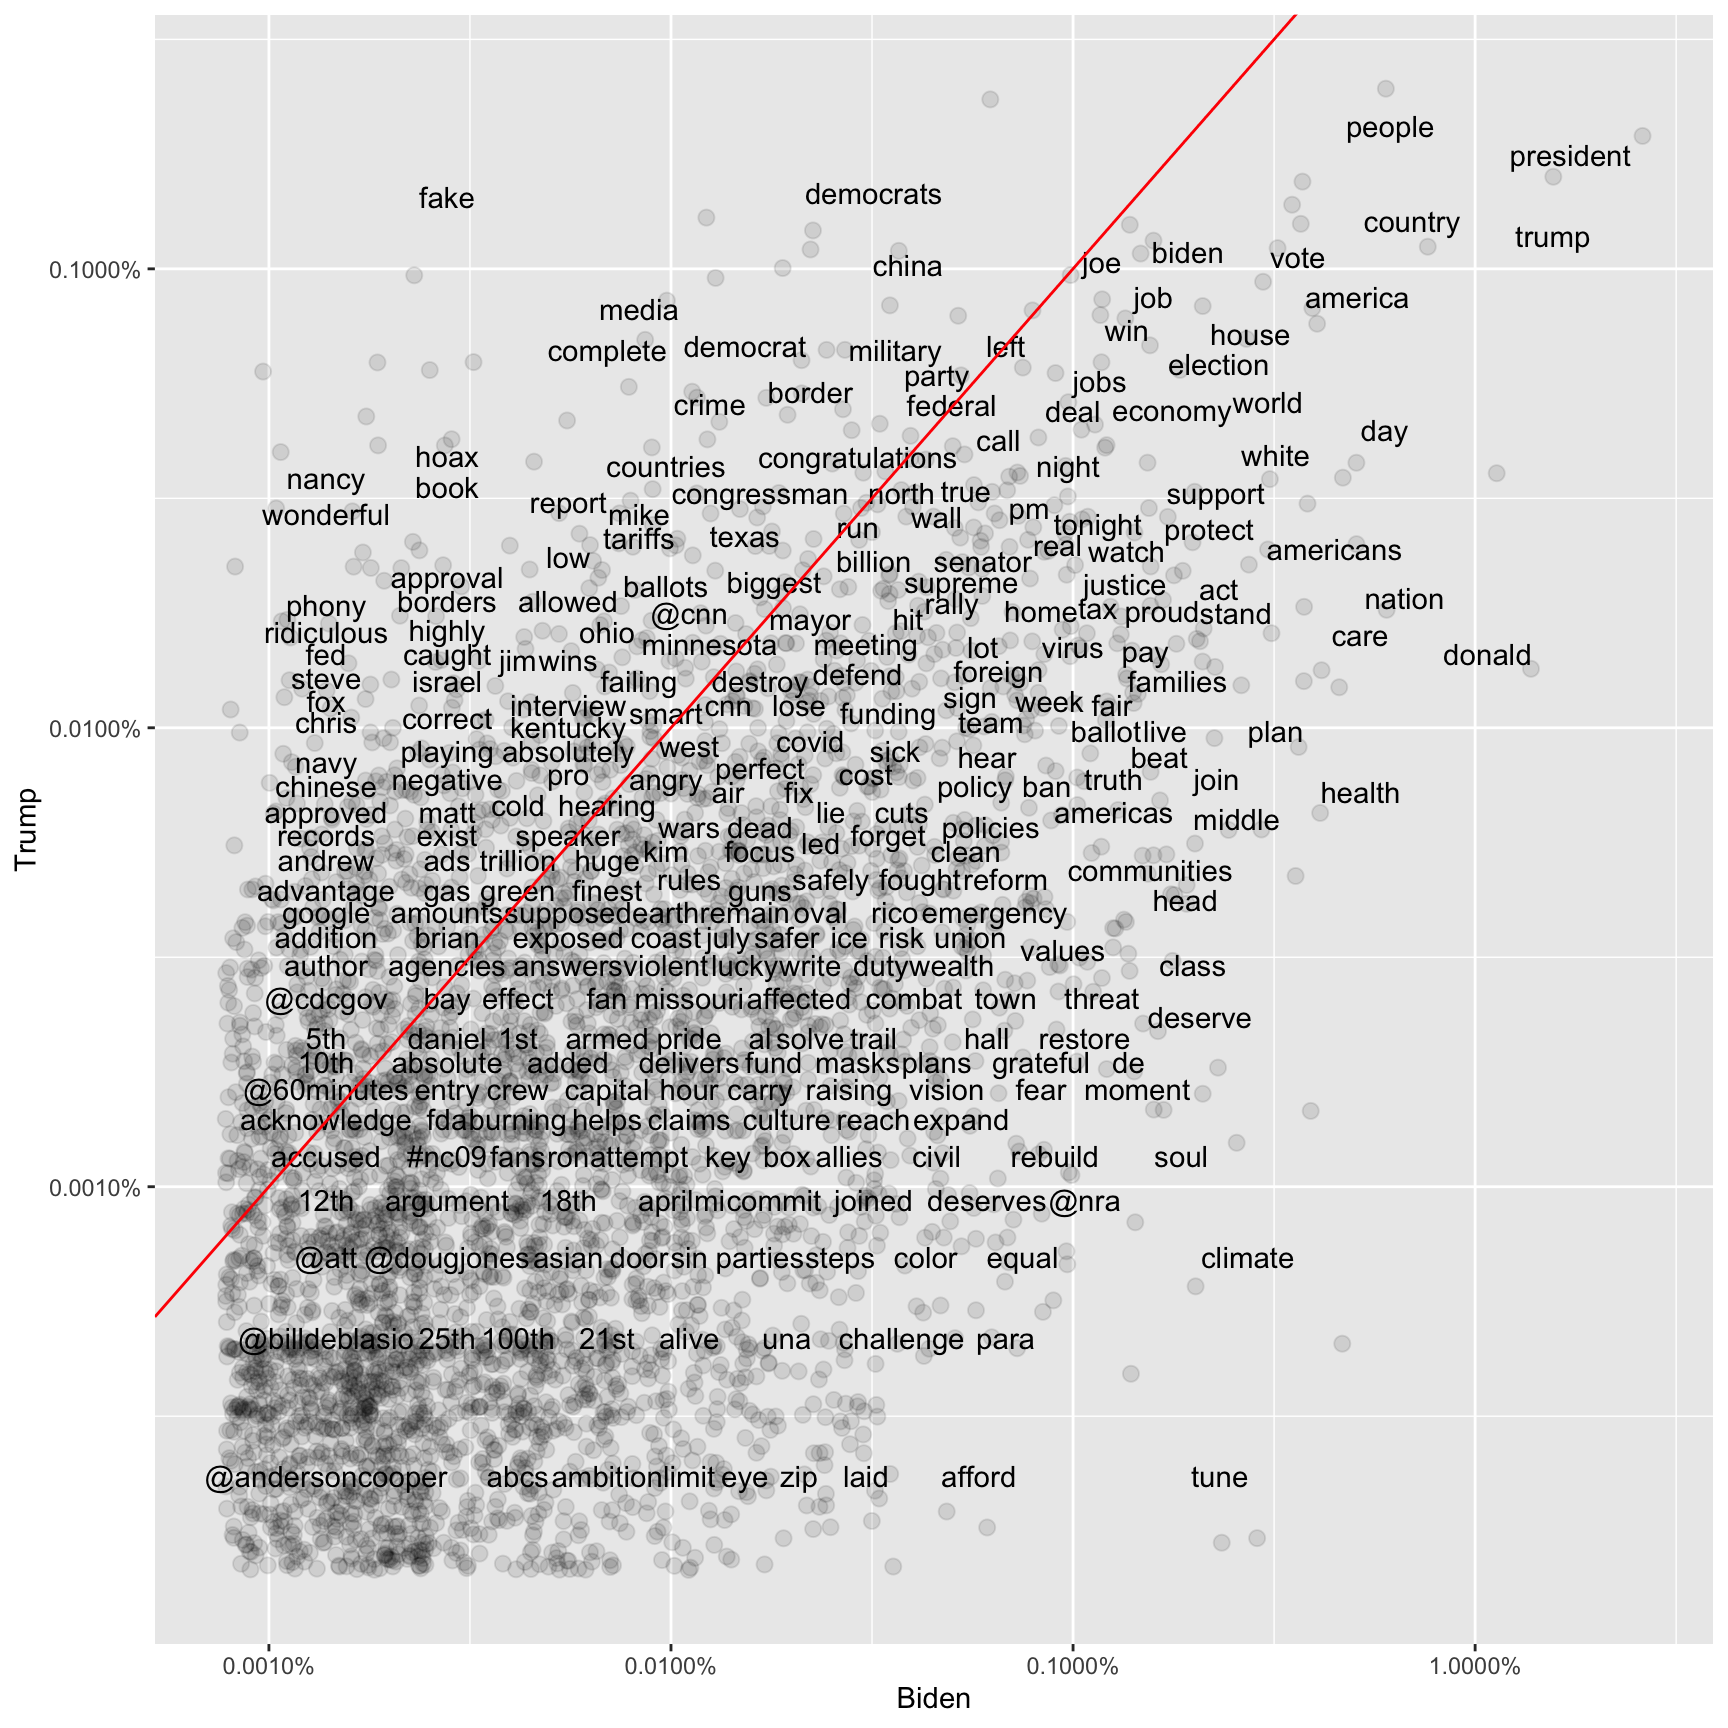 people
president
fake democrats
country
trump
china joe biden vote
media job america
win house
complete democrat military left election
party jobs
crime border federal deal economy world
call day
hoax countries congratulations night white
nancy book congressman north true support
wonderful report mike wall pm tonight protect
tariffs texas run real watch americans
low billion senator
approval ballots biggest supreme justice act
phony borders allowed @cnn mayor hit rally home tax proud stand nation
ridiculous highly ohio minnesota meeting lot virus pay care
fed caught jim wins foreign donald
steve israel failing destroy defend families
fox interview smart cnn lose funding sign week fair
chris correct kentucky team ballot live plan
playing absolutely west covid sick hear beat
navy negative pro angry perfect cost truth join
chinese air fix policy ban health
approved matt cold hearing lie cuts americas middle
records exist speaker wars dead led forget policies
andrew ads trillion huge kim focus clean
advantage gas green finest rules guns safely fought reform communities
google amounts supposed earth remain oval rico emergency head
addition brian exposed coast july safer ice risk union values
author agencies answers violent lucky write duty wealth class
@cdcgov bay effect fan missouri affected combat town threat
deserve
5th daniel 1st armed pride al solve trail hall restore
10th absolute added delivers fund masks plans grateful de
@60minutes entry crew capital hour carry raising vision fear moment
acknowledge fda burning helps claims culture reach expand
accused #nc09 fans ron attempt key box allies civil rebuild soul
12th argument 18th april mi commit joined deserves @nra
@att @dougjones asian door sin parties steps color equal climate
@billdeblasio 25th 100th 21st alive una challenge para
@andersoncooper abcs ambition limit eye zip laid afford tune
0.1000%
0.0100%
0.0010%
Trump
0.0010% 0.0100% 0.1000% 1.0000%
Biden